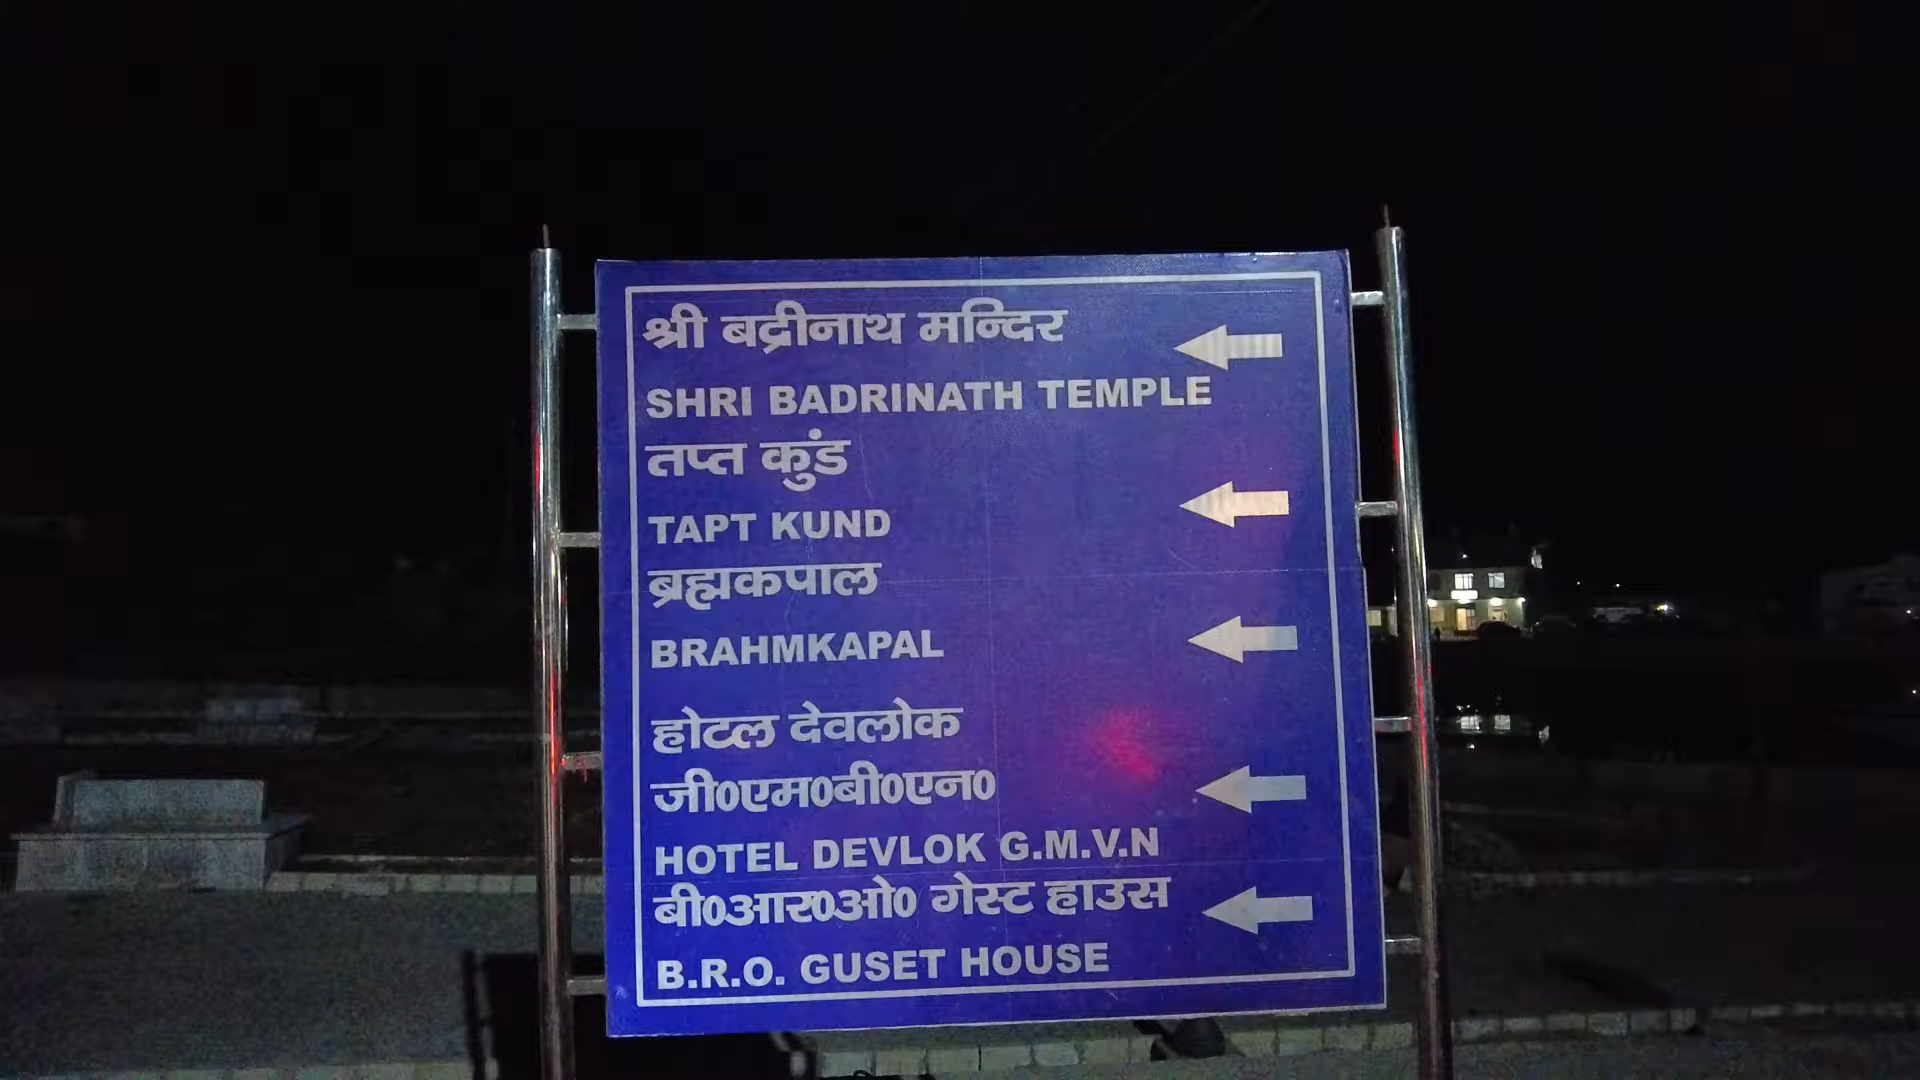 श्री बद्रीनाथ मन्दिर
SHRI BADRINATH TEMPLE
तप्त कुंड
TAPT KUND
ब्रह्मकपाल
BRAHMKAPAL
होटल देवलोक
जी0एम0बी0एन0
HOTEL DEVLOK G.M.V.N
बी0आर0ओ0 गेस्ट हाउस
B.R.O. GUSET HOUSE